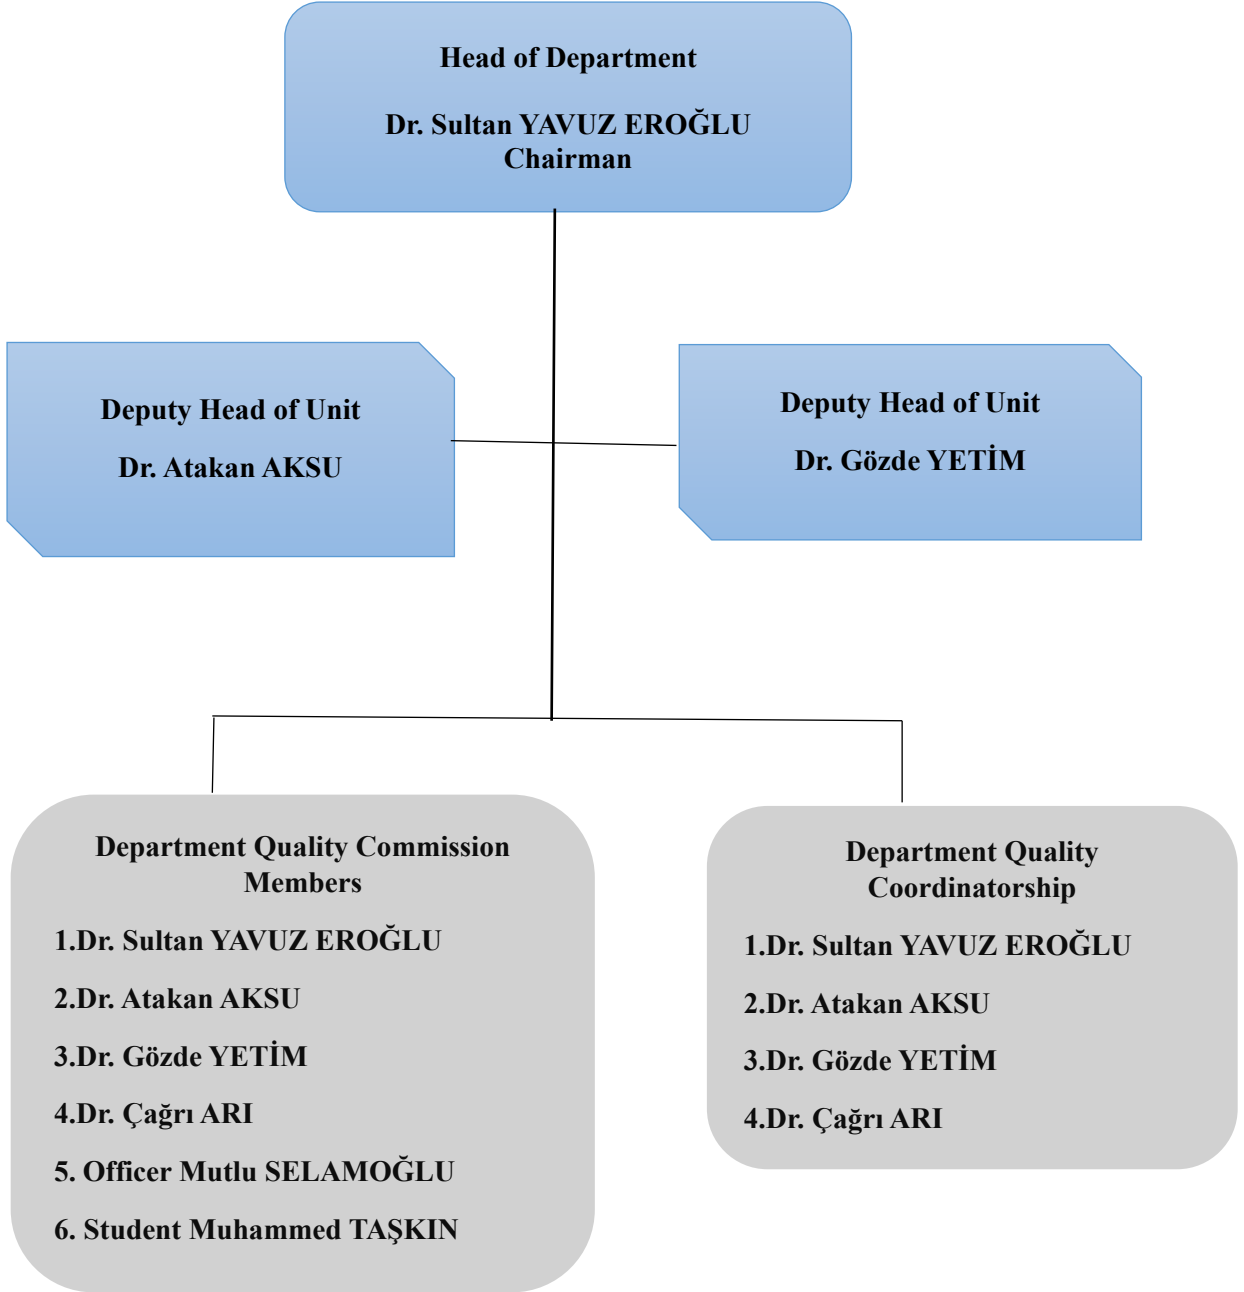 Head of Department
Dr. Sultan YAVUZ EROĞLU
Chairman
Deputy Head of Unit
Dr. Atakan AKSU
Deputy Head of Unit
Dr. Gözde YETİM
Department Quality Commission
Members
1.Dr. Sultan YAVUZ EROĞLU
2.Dr. Atakan AKSU
3.Dr. Gözde YETİM
4.Dr. Çağrı ARI
5. Officer Mutlu SELAMOĞLU
6. Student Muhammed TAŞKIN
Department Quality
Coordinatorship
1.Dr. Sultan YAVUZ EROĞLU
2.Dr. Atakan AKSU
3.Dr. Gözde YETİM
4.Dr. Çağrı ARI